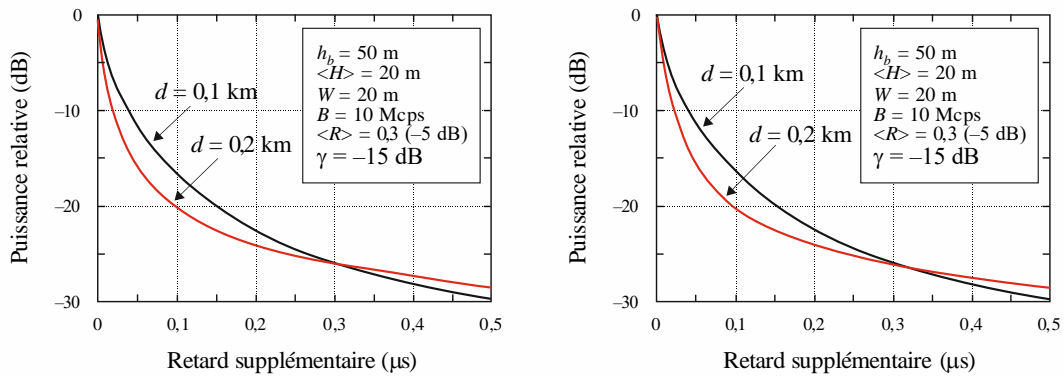 Puissance relative (dB)
0
–10
–20
–30
h_b = 50 m
<H> = 20 m
W = 20 m
B = 10 Mcps
<R> = 0,3 (–5 dB)
γ = –15 dB
d = 0,1 km
d = 0,2 km
0 0,1 0,2 0,3 0,4 0,5
Retard supplémentaire (μs)
Puissance relative (dB)
0
–10
–20
–30
h_b = 50 m
<H> = 20 m
W = 20 m
B = 10 Mcps
<R> = 0,3 (–5 dB)
γ = –15 dB
d = 0,1 km
d = 0,2 km
0 0,1 0,2 0,3 0,4 0,5
Retard supplémentaire (μs)